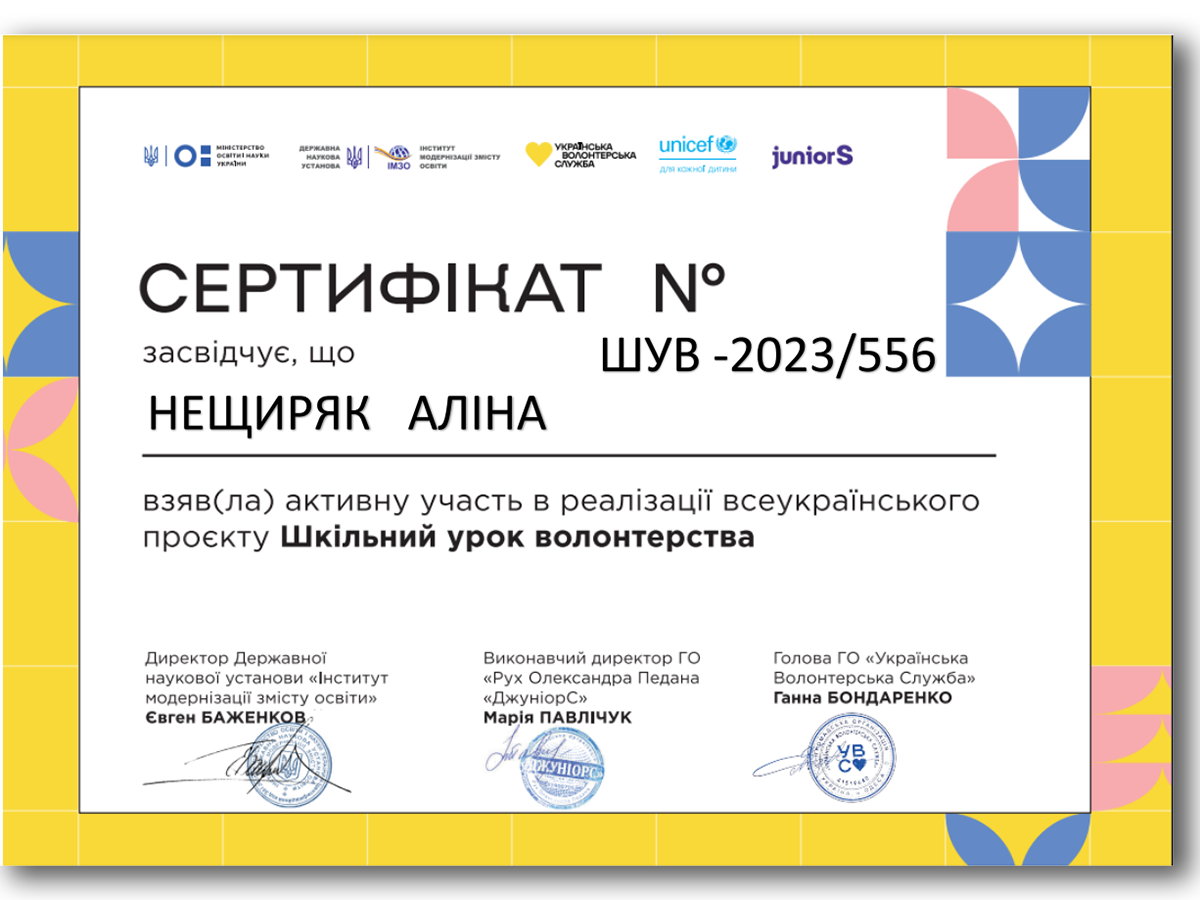 МІНІСТЕРСТВО
ОСВІТИ І НАУКИ
УКРАЇНИ
ДЕРЖАВНА
НАУКОВА
УСТАНОВА
ІМЗО
ІНСТИТУТ
МОДЕРНІЗАЦІЇ ЗМІСТУ
ОСВІТИ
УКРАЇНСЬКА
ВОЛОНТЕРСЬКА
СЛУЖБА
unicef
для кожної дитини
juniorS
СЕРТИФІКАТ №
засвідчує, що
ШУВ -2023/556
НЕЩИРЯК АЛІНА
взяв(ла) активну участь в реалізації всеукраїнського
проєкту Шкільний урок волонтерства
Директор Державної
наукової установи «Інститут
модернізації змісту освіти»
Євген БАЖЕНКОВ
Виконавчий директор ГО
«Рух Олександра Педана
«ДжуніорС»
Марія ПАВЛІЧУК
Голова ГО «Українська
Волонтерська Служба»
Ганна БОНДАРЕНКО
ДЖУНІОРС
УВ
С